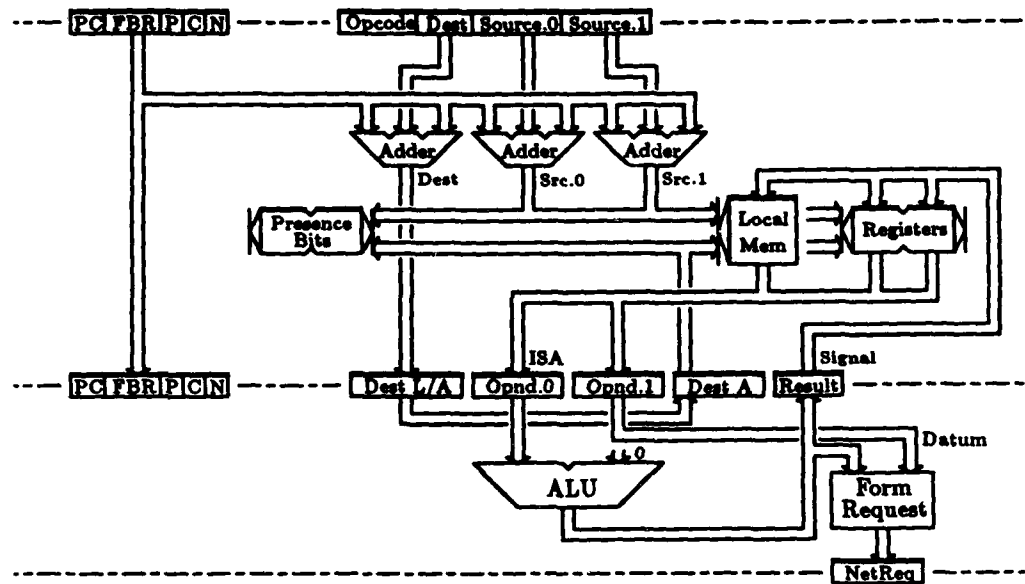 PC FBR P C N Opcode Dest Source.0 Source.1
Adder Adder Adder
Dest Src.0 Src.1
Presence Bits
Local Mem
Registers
ISA
Signal
PC FBR P C N Dest L/A Opnd.0 Opnd.1 Dest A Result
Datum
0
ALU
Form Request
NetReq